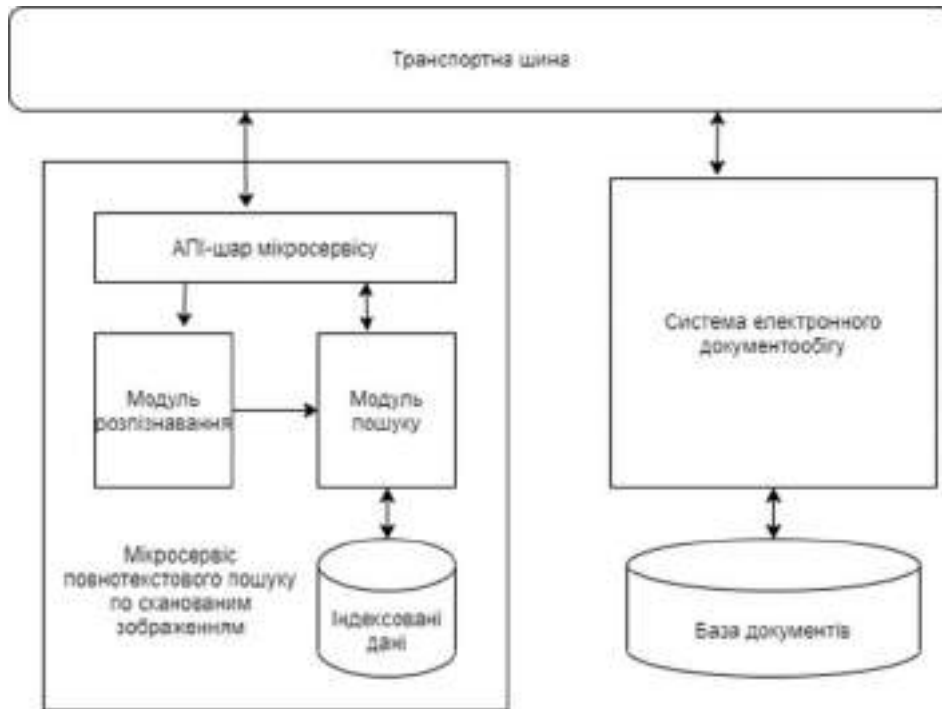 Транспортна шина
АПІ-шар мікросервісу
Модуль
розпізнавання
Модуль
пошуку
Мікросервіс
повнотекстового пошуку
по сканованим
зображенням
Індексовані
дані
Система електронного
документообігу
База документів